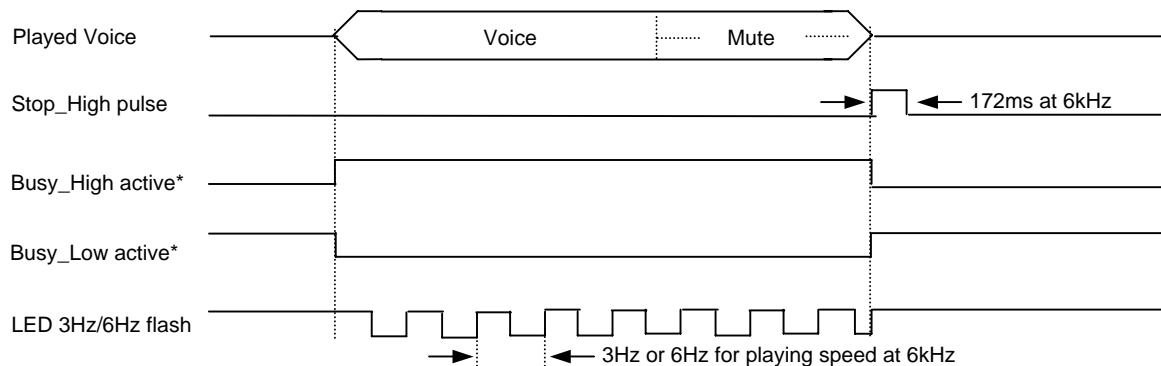 Played Voice
Voice
Mute
Stop_High pulse
172ms at 6kHz
Busy_High active*
Busy_Low active*
LED 3Hz/6Hz flash
3Hz or 6Hz for playing speed at 6kHz